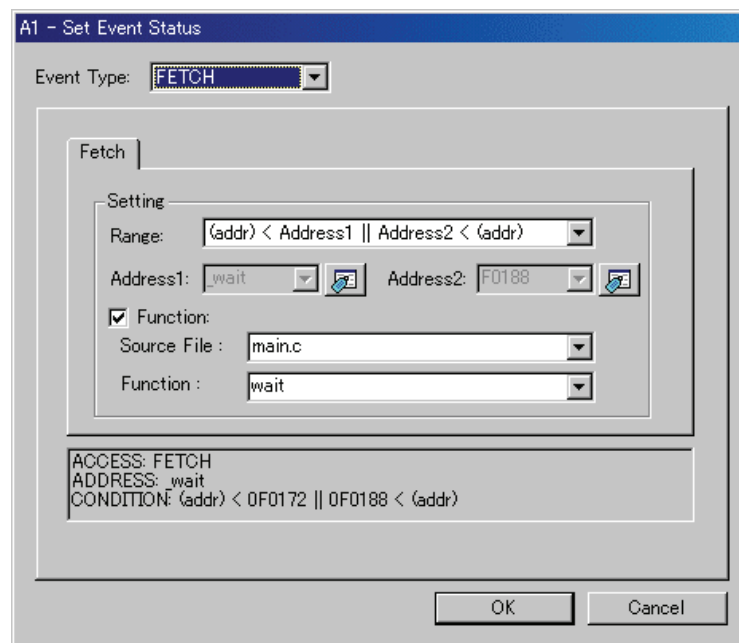 A1 - Set Event Status
Event Type: FETCH
Fetch
Setting
Range: (addr) < Address1 || Address2 < (addr)
Address1: _wait Address2: F0188
Function:
Source File : main.c
Function : wait
ACCESS: FETCH
ADDRESS: _wait
CONDITION: (addr) < 0F0172 || 0F0188 < (addr)
OK Cancel